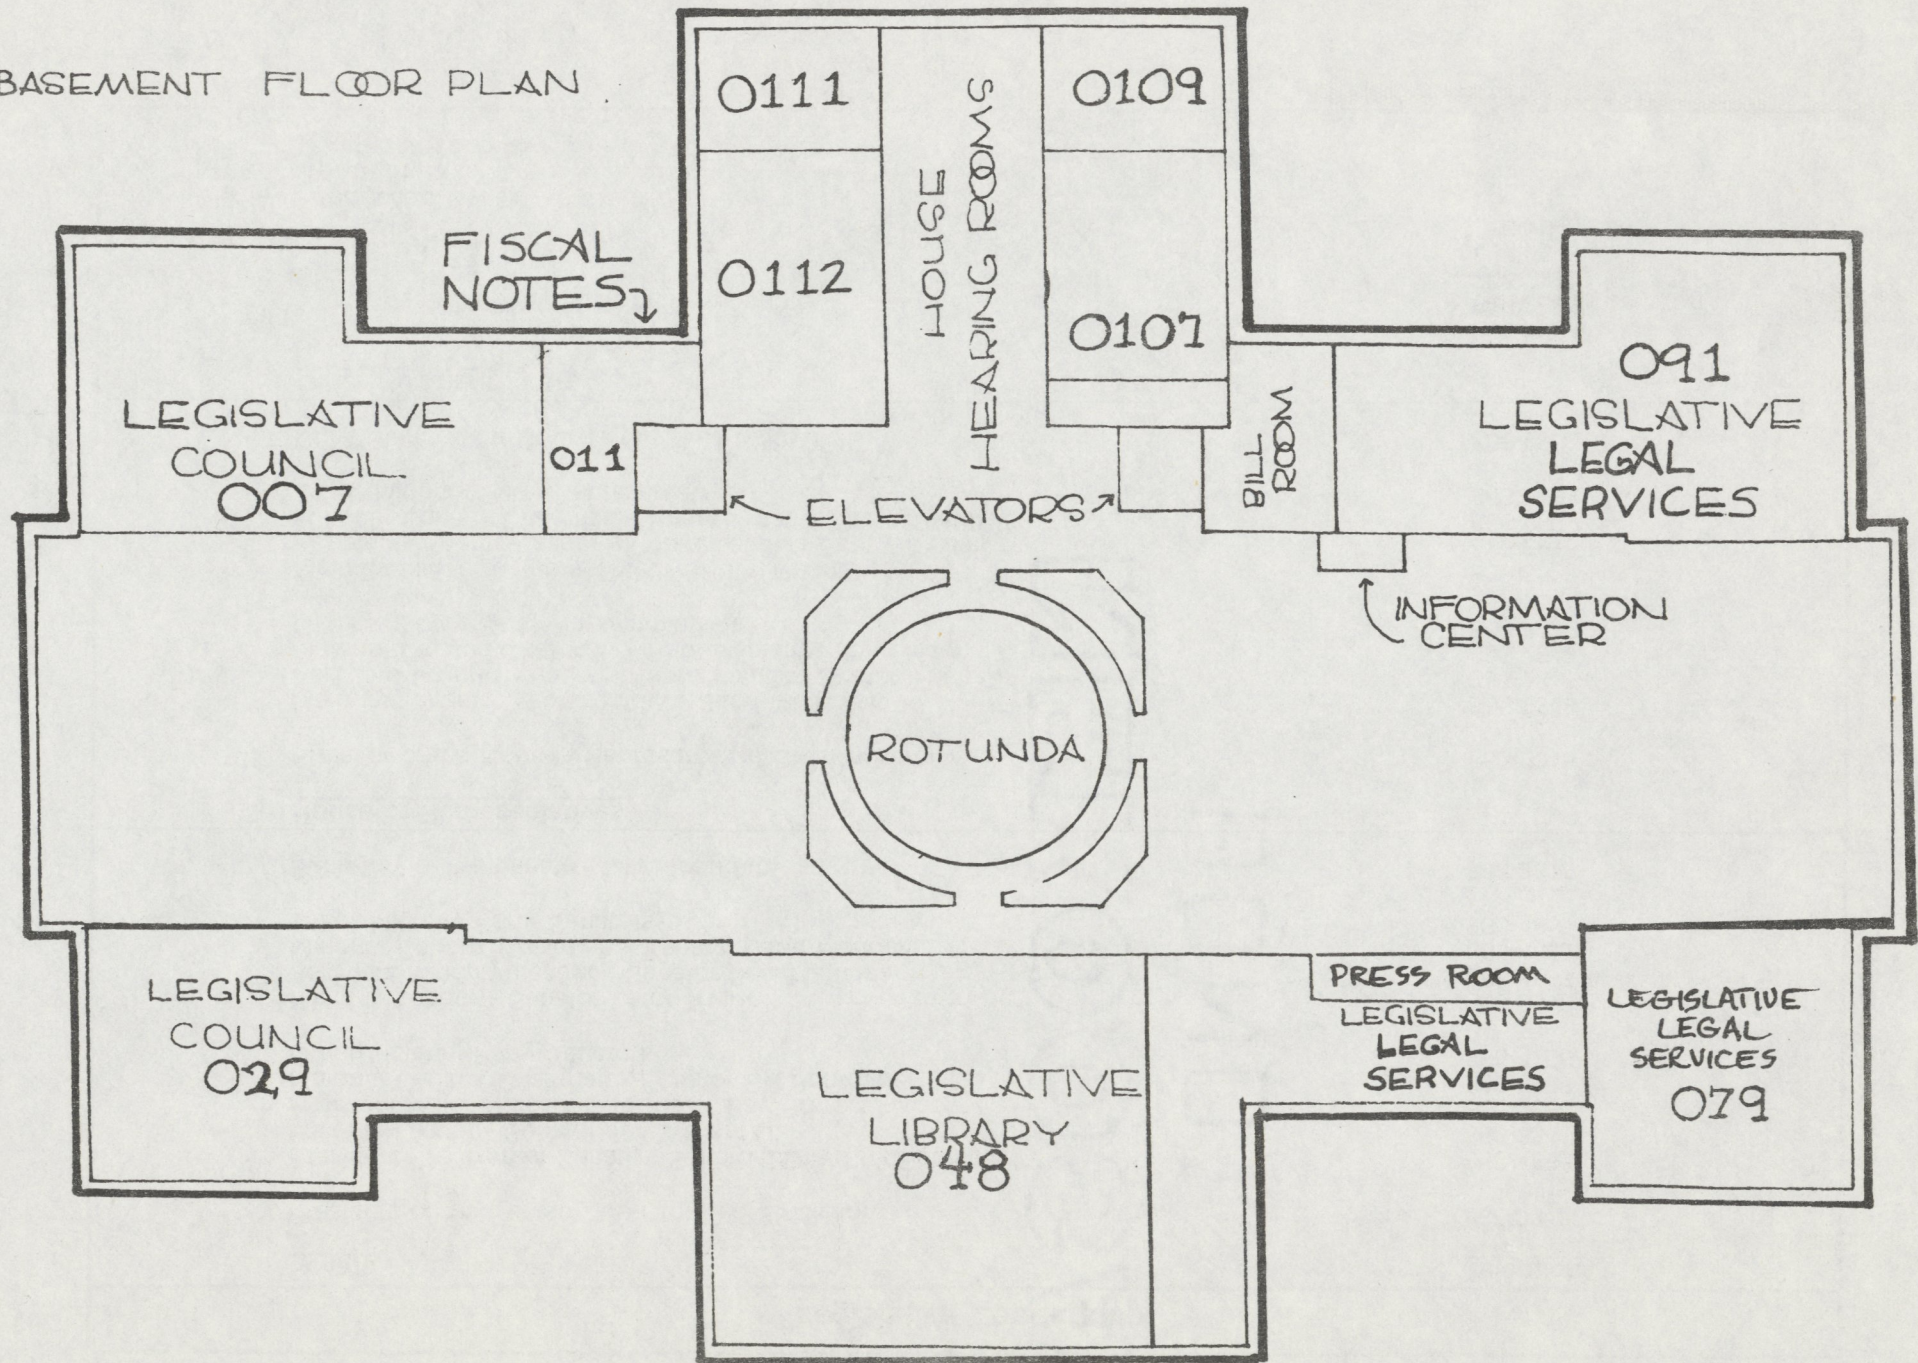 BASEMENT FLOOR PLAN
0111
0109
HOUSE
HEARING ROOMS
FISCAL
NOTES
0112
0107
091
LEGISLATIVE
LEGAL
SERVICES
LEGISLATIVE
COUNCIL.
007
011
ELEVATORS
BILL
ROOM
INFORMATION
CENTER
ROTUNDA
LEGISLATIVE
COUNCIL
029
LEGISLATIVE
LIBRARY
048
PRESS ROOM
LEGISLATIVE
LEGAL
SERVICES
LEGISLATIVE
LEGAL
SERVICES
079